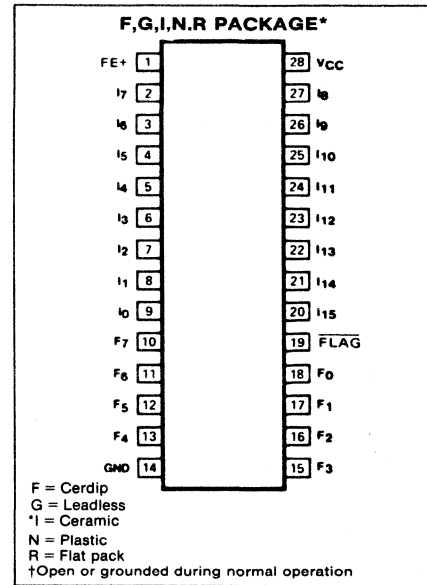 F,G,I,N.R PACKAGE*
FE+ 1 28 VCC
I7 2 27 I8
I6 3 26 I9
I5 4 25 I10
I4 5 24 I11
I3 6 23 I12
I2 7 22 I13
I1 8 21 I14
I0 9 20 I15
F7 10 19 FLAG
F6 11 18 F0
F5 12 17 F1
F4 13 16 F2
GND 14 15 F3
F = Cerdip
G = Leadless
*I = Ceramic
N = Plastic
R = Flat pack
†Open or grounded during normal operation